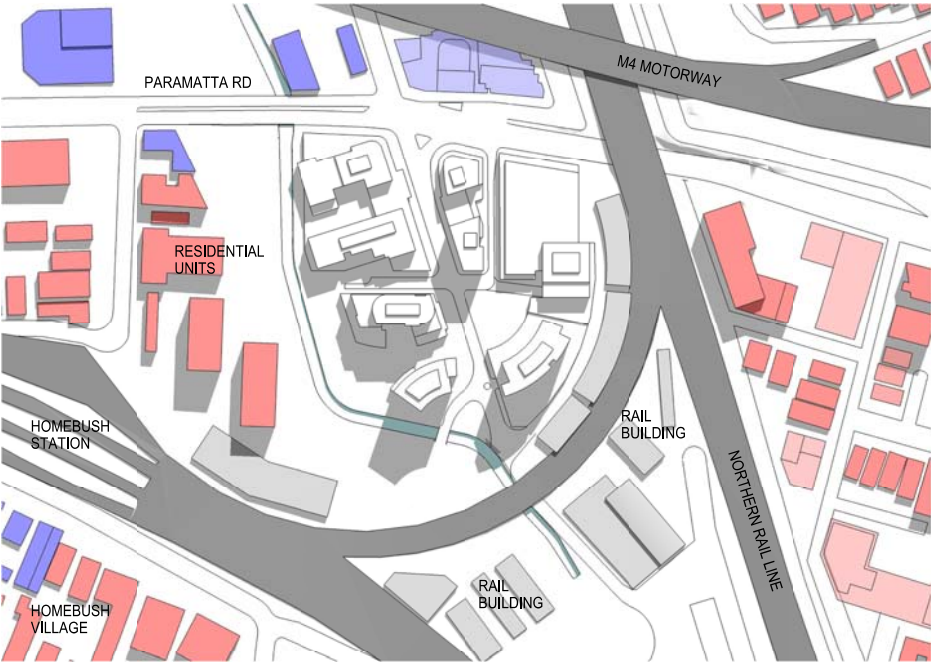 M4 MOTORWAY
PARAMATTA RD
RESIDENTIAL
UNITS
HOMEBUSH
STATION
RAIL
BUILDING
NORTHERN RAIL LINE
RAIL
BUILDING
HOMEBUSH
VILLAGE